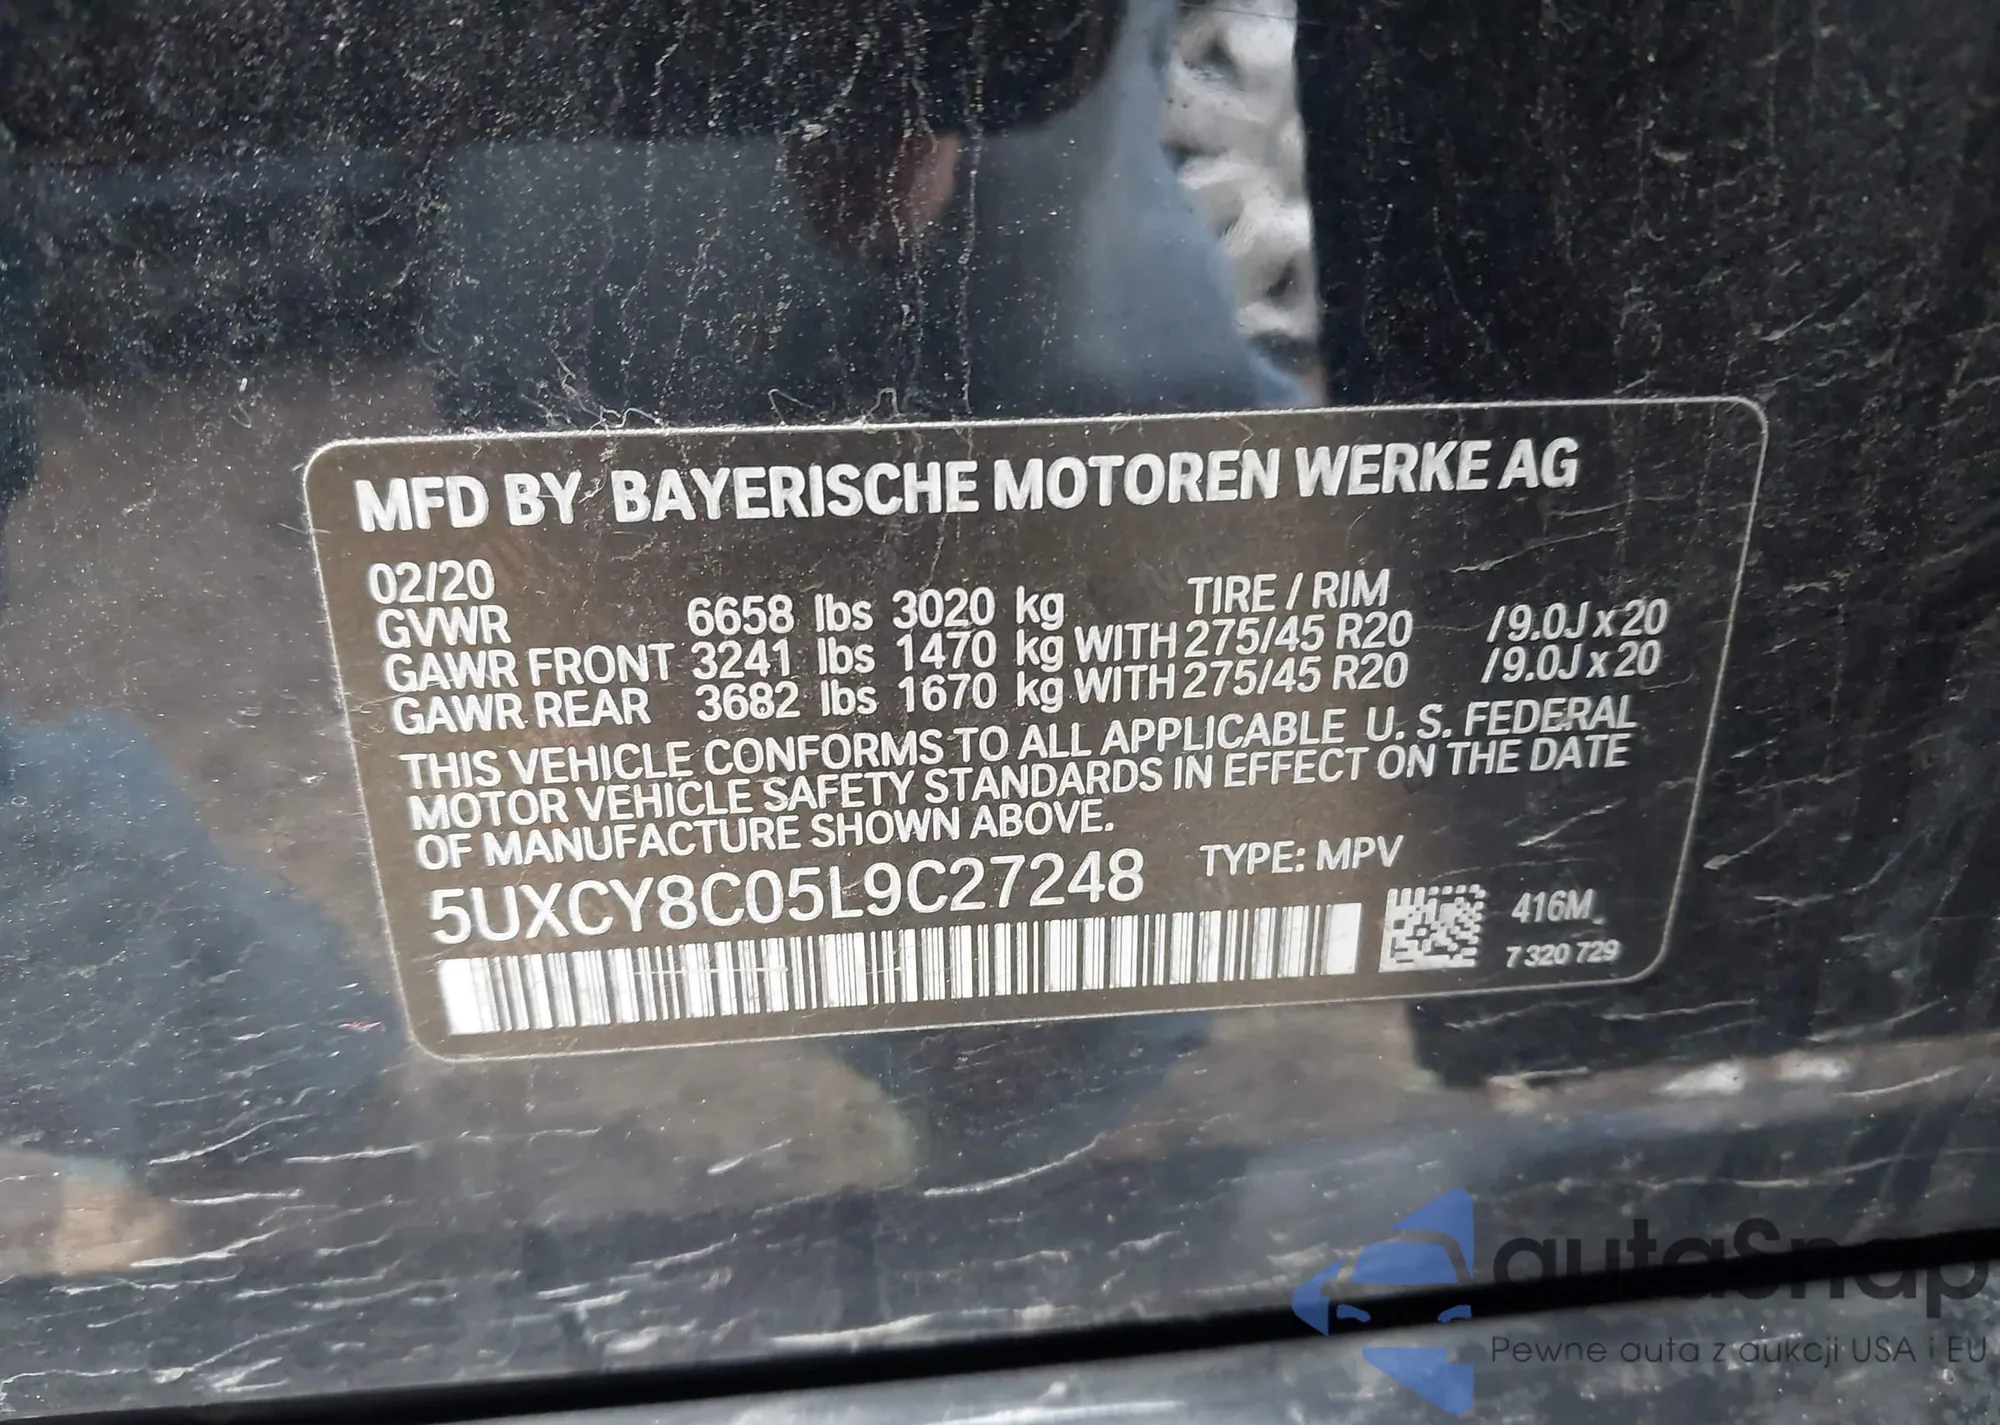 MFD BY BAYERISCHE MOTOREN WERKE AG
02/20 TIRE / RIM
GVWR 6658 lbs 3020 kg
GAWR FRONT 3241 lbs 1470 kg WITH 275/45 R20 /9.0J x 20
GAWR REAR 3682 lbs 1670 kg WITH 275/45 R20 /9.0J x 20
THIS VEHICLE CONFORMS TO ALL APPLICABLE U. S. FEDERAL
MOTOR VEHICLE SAFETY STANDARDS IN EFFECT ON THE DATE
OF MANUFACTURE SHOWN ABOVE.
5UXCY8C05L9C27248 TYPE: MPV
416M
7 320 729
autaSnap
Pewne auta z aukcji USA i EU